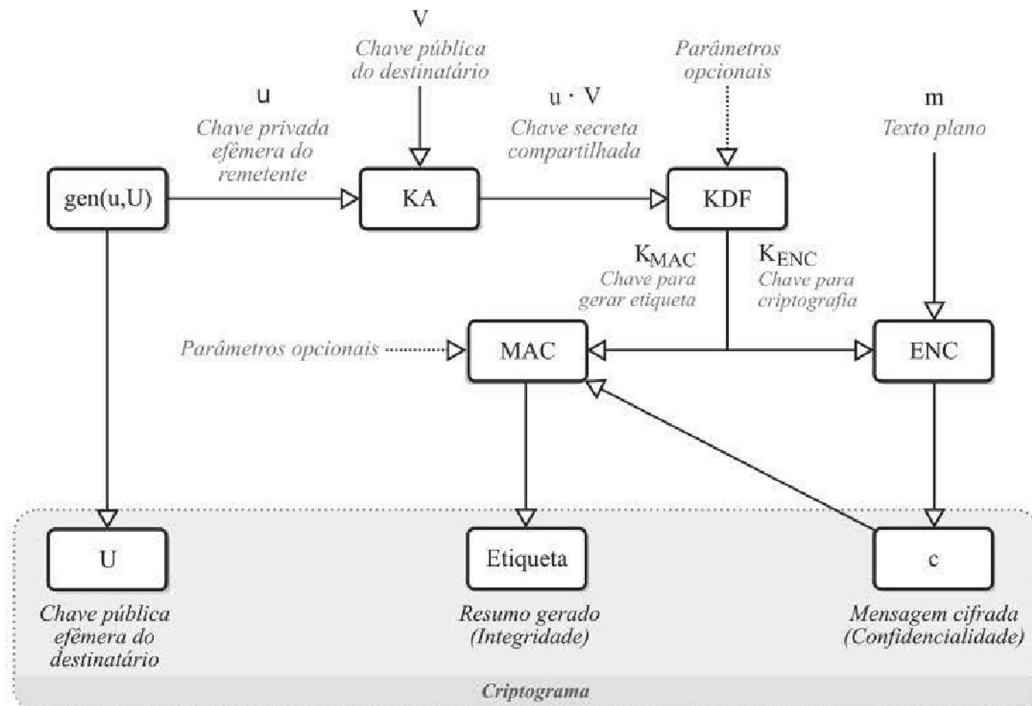 V
Chave pública
do destinatário
Parâmetros
opcionais
u
Chave privada
efêmera do
remetente
u · V
Chave secreta
compartilhada
m
Texto plano
gen(u,U)
KA
KDF
KMAC
Chave para
gerar etiqueta
KENC
Chave para
criptografia
Parâmetros opcionais
MAC
ENC
U
Etiqueta
c
Chave pública
efêmera do
destinatário
Resumo gerado
(Integridade)
Mensagem cifrada
(Confidencialidade)
Criptograma